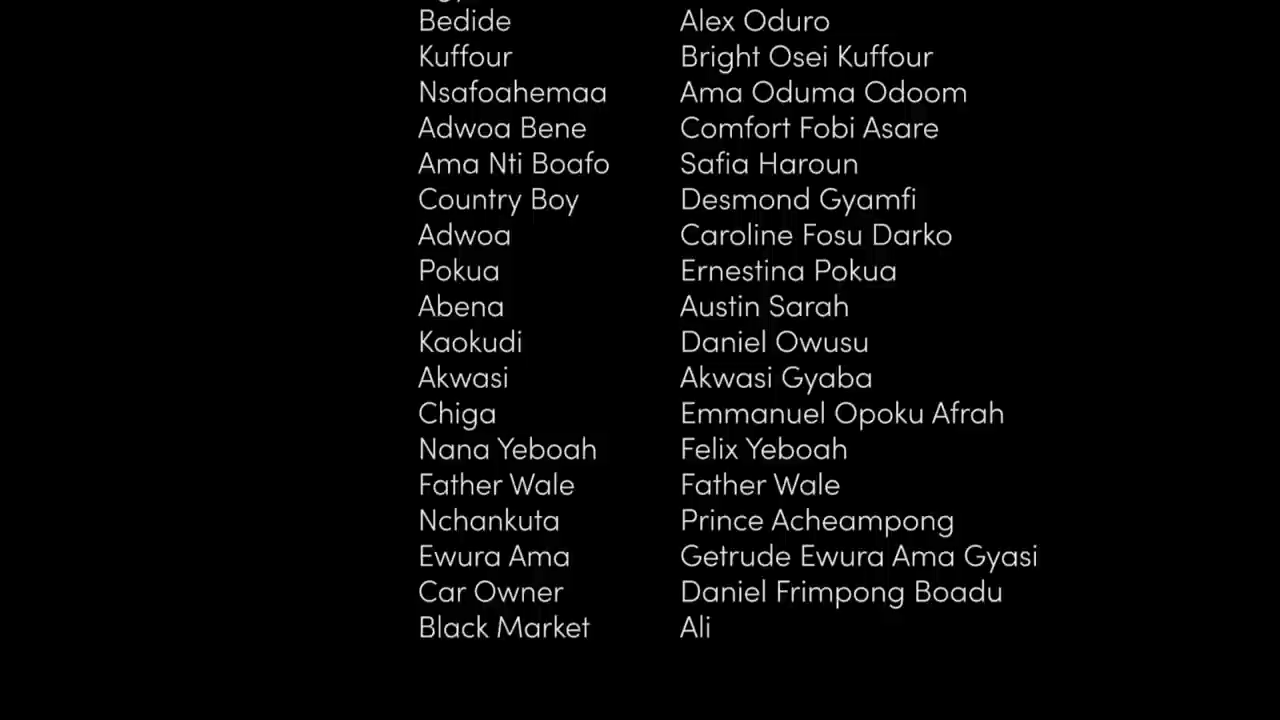 Bedide Alex Oduro
Kuffour Bright Osei Kuffour
Nsafoahemaa Ama Oduma Odoom
Adwoa Bene Comfort Fobi Asare
Ama Nti Boafo Safia Haroun
Country Boy Desmond Gyamfi
Adwoa Caroline Fosu Darko
Pokua Ernestina Pokua
Abena Austin Sarah
Kaokudi Daniel Owusu
Akwasi Akwasi Gyaba
Chiga Emmanuel Opoku Afrah
Nana Yeboah Felix Yeboah
Father Wale Father Wale
Nchankuta Prince Acheampong
Ewura Ama Getrude Ewura Ama Gyasi
Car Owner Daniel Frimpong Boadu
Black Market Ali